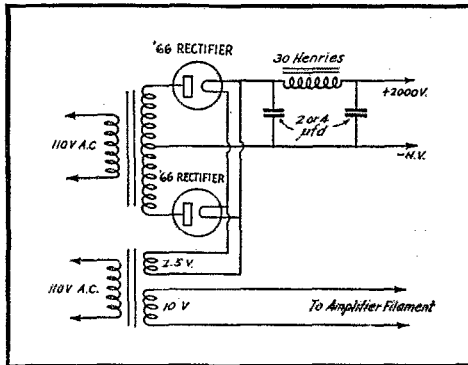 '66 RECTIFIER
30 Henries
+2000V.
2 or 4
µfd
110V A.C.
-H.V.
'66 RECTIFIER
2.5 V.
110V A.C.
10 V
To Amplifier Filament